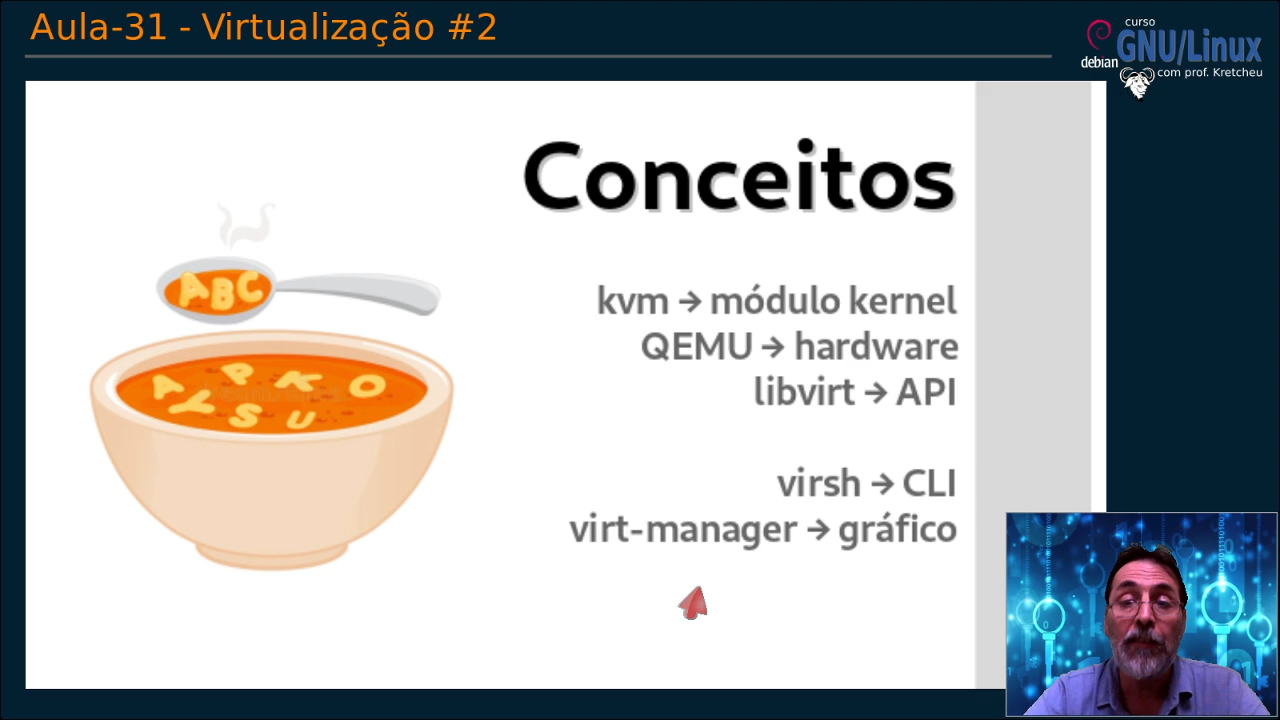 Aula-31 - Virtualização #2
curso
debian
GNU/Linux
com prof. Kretcheu
Conceitos
ABC
A P K O
Y S U
kvm → módulo kernel
QEMU → hardware
libvirt → API
virsh → CLI
virt-manager → gráfico